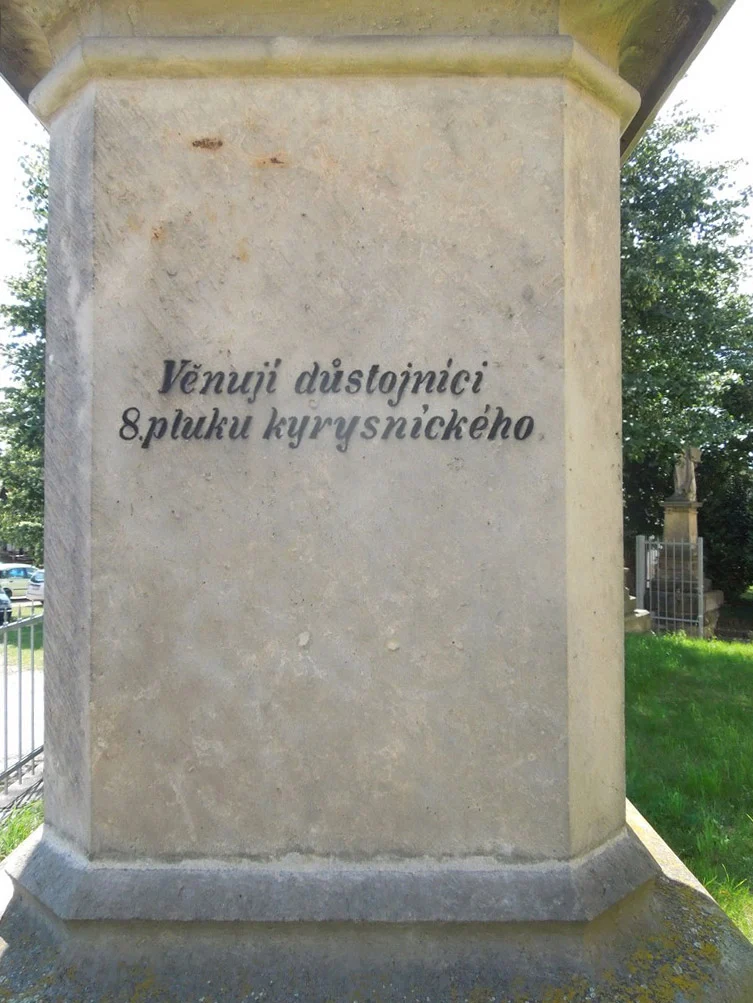 Věnují důstojníci
8. pluku kyrysnického